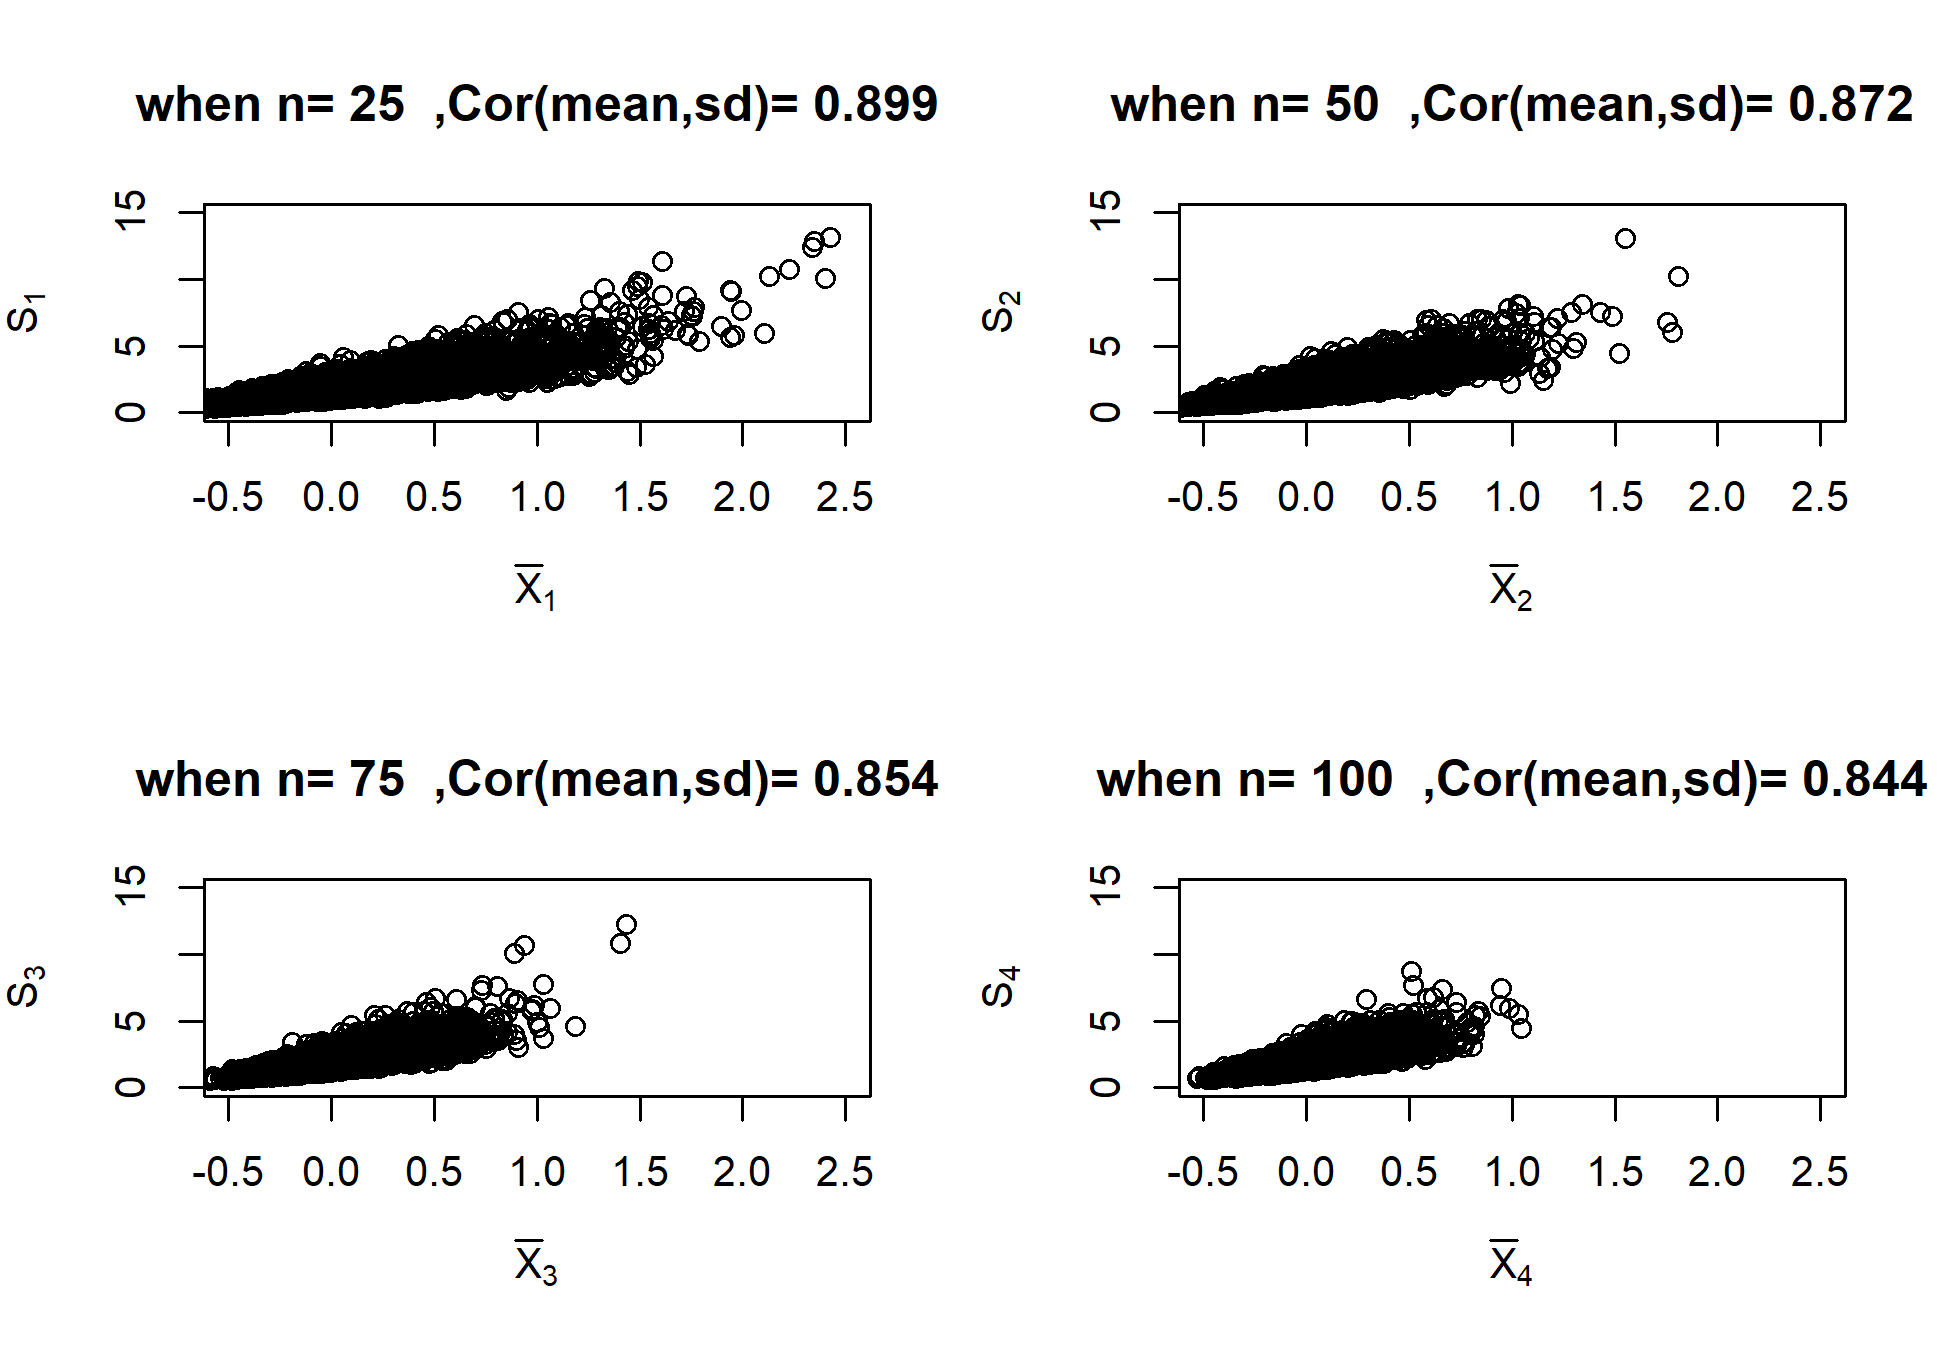 when n= 25  ,Cor(mean,sd)= 0.899
S1
15
5
0
-0.5 0.0 0.5 1.0 1.5 2.0 2.5
X̅1
when n= 50  ,Cor(mean,sd)= 0.872
S2
15
5
0
-0.5 0.0 0.5 1.0 1.5 2.0 2.5
X̅2
when n= 75  ,Cor(mean,sd)= 0.854
S3
15
5
0
-0.5 0.0 0.5 1.0 1.5 2.0 2.5
X̅3
when n= 100  ,Cor(mean,sd)= 0.844
S4
15
5
0
-0.5 0.0 0.5 1.0 1.5 2.0 2.5
X̅4